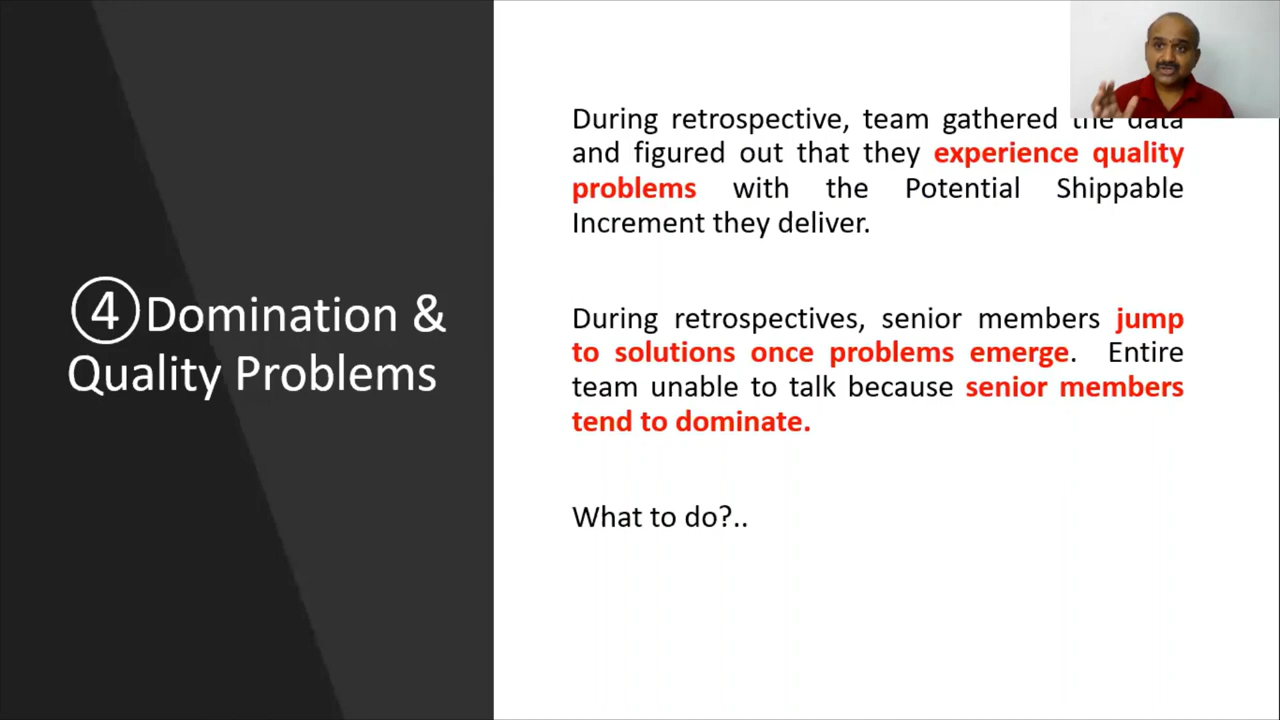 ④Domination &
Quality Problems
During retrospective, team gathered the data
and figured out that they experience quality
problems with the Potential Shippable
Increment they deliver.
During retrospectives, senior members jump
to solutions once problems emerge. Entire
team unable to talk because senior members
tend to dominate.
What to do?..